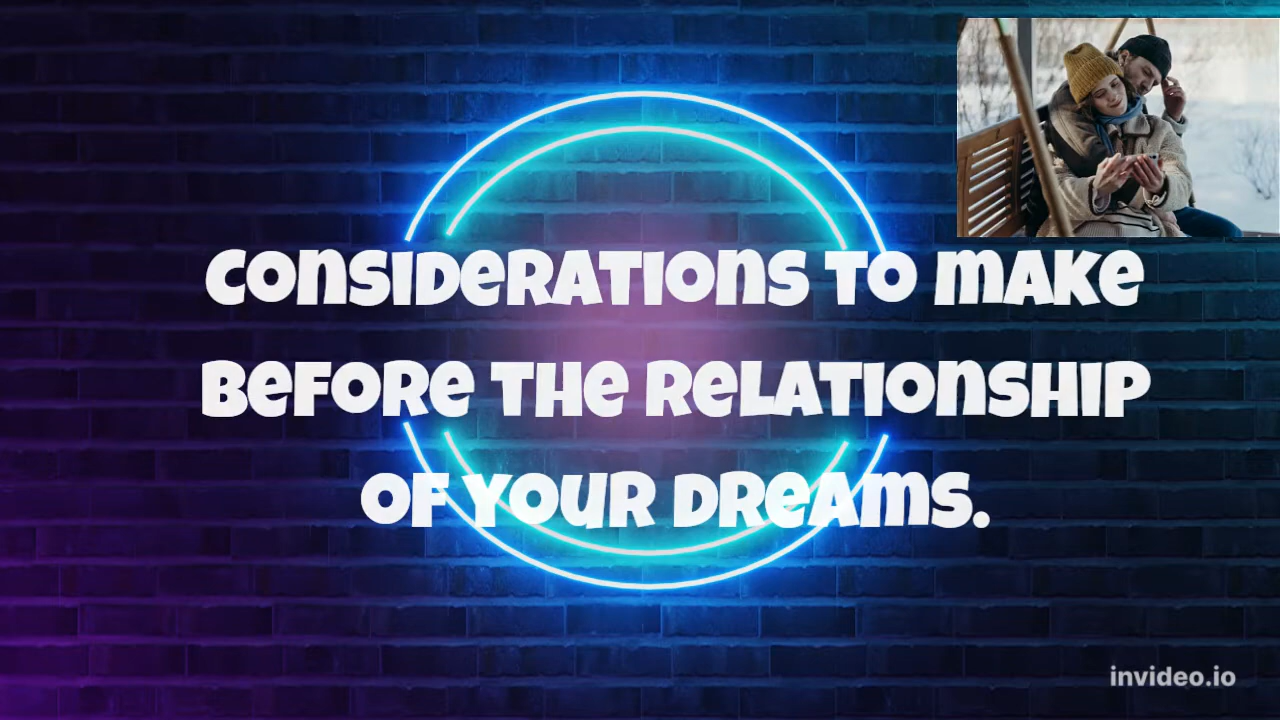 Considerations to make
before the relationship
of your dreams.
invideo.io